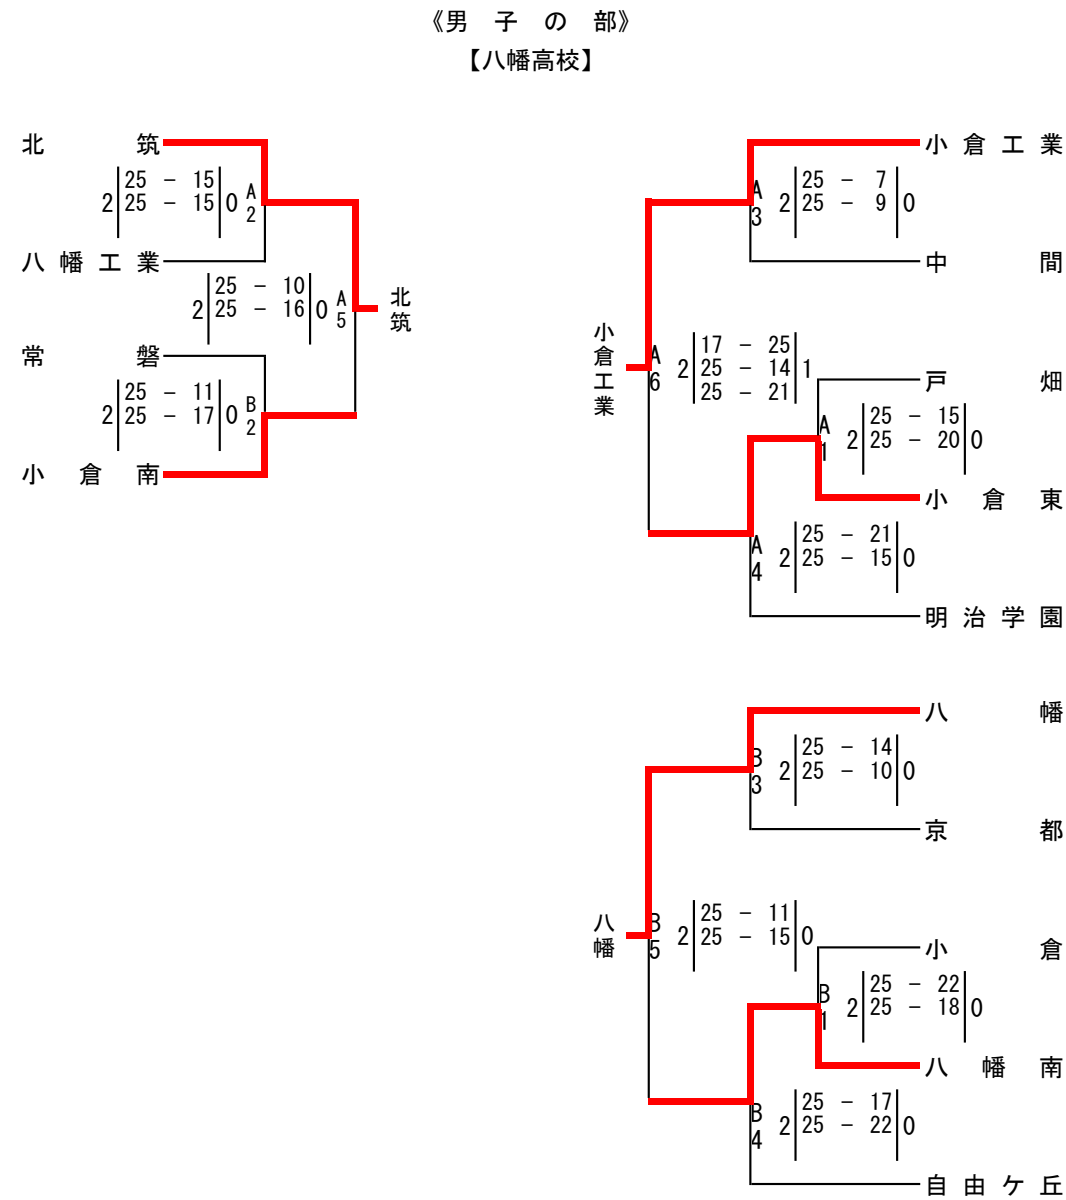 《男　子　の　部》
【八幡高校】
北　筑
2 25 － 15 0 A
25 － 15 2
八幡工業
2 25 － 10 0 A
25 － 16 5
北筑
常　磐
2 25 － 11 0 B
25 － 17 2
小　倉　南
小倉工業
A 2 25 － 7 0
3 25 － 9
中　間
小倉工業
A 2 17 － 25 1
6 25 － 14
25 － 21
戸　畑
A 2 25 － 15 0
1 25 － 20
小　倉　東
A 2 25 － 21 0
4 25 － 15
明治学園
八　幡
B 2 25 － 14 0
3 25 － 10
京　都
八幡
B 2 25 － 11 0
5 25 － 15
小　倉
B 2 25 － 22 0
1 25 － 18
八　幡　南
B 2 25 － 17 0
4 25 － 22
自由ケ丘